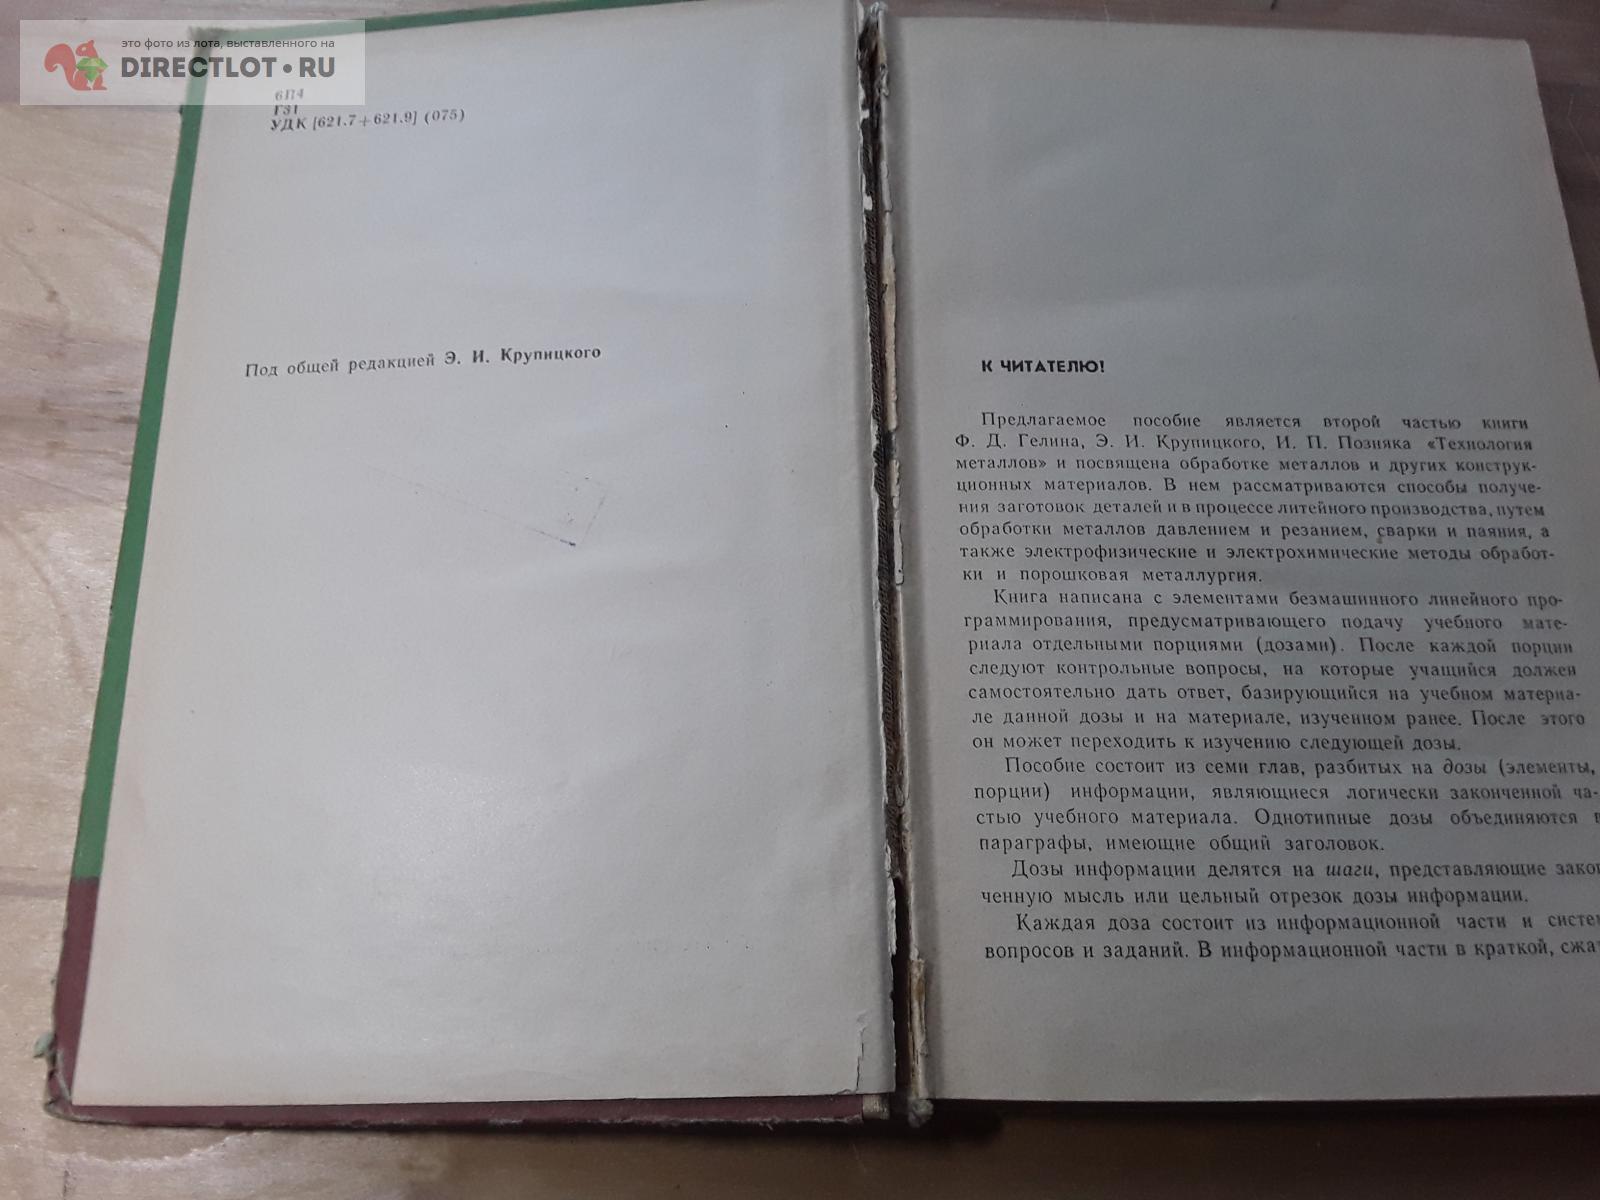 это фото из лота, выставленного на
DIRECTLOT.RU
6П4
Г31
УДК [621.7+621.9] (075)
Под общей редакцией Э. И. Крупицкого
К ЧИТАТЕЛЮ!
Предлагаемое пособие является второй частью книги
Ф. Д. Гелина, Э. И. Крупицкого, И. П. Позняка «Технология
металлов» и посвящена обработке металлов и других конструк-
ционных материалов. В нем рассматриваются способы получе-
ния заготовок деталей и в процессе литейного производства, путем
обработки металлов давлением и резанием, сварки и паяния, а
также электрофизические и электрохимические методы обработ-
ки и порошковая металлургия.
Книга написана с элементами безмашинного линейного про-
граммирования, предусматривающего подачу учебного мате-
риала отдельными порциями (дозами). После каждой порции
следуют контрольные вопросы, на которые учащийся должен
самостоятельно дать ответ, базирующийся на учебном материа-
ле данной дозы и на материале, изученном ранее. После этого
он может переходить к изучению следующей дозы.
Пособие состоит из семи глав, разбитых на дозы (элементы,
порции) информации, являющиеся логически законченной ча-
стью учебного материала. Однотипные дозы объединяются в
параграфы, имеющие общий заголовок.
Дозы информации делятся на шаги, представляющие закон
ченную мысль или цельный отрезок дозы информации.
Каждая доза состоит из информационной части и систем
вопросов и заданий. В информационной части в краткой, сжат